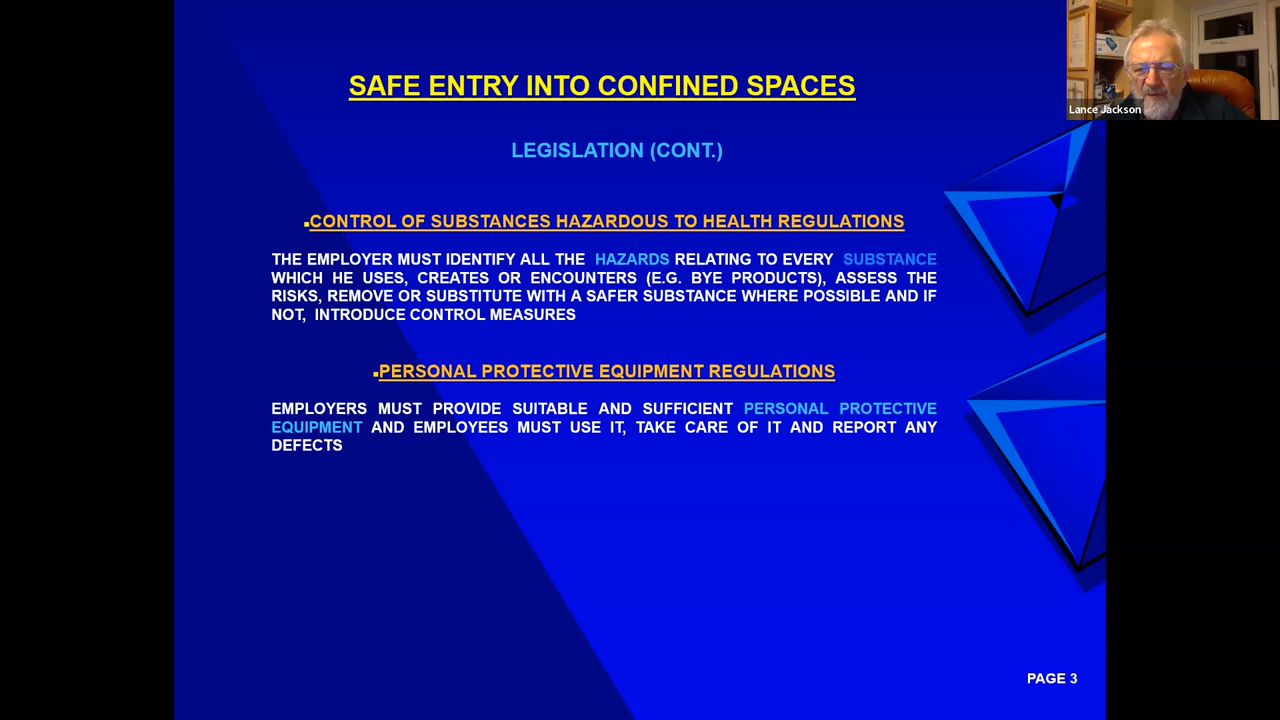 SAFE ENTRY INTO CONFINED SPACES
Lance Jackson
LEGISLATION (CONT.)
▪CONTROL OF SUBSTANCES HAZARDOUS TO HEALTH REGULATIONS
THE EMPLOYER MUST IDENTIFY ALL THE HAZARDS RELATING TO EVERY SUBSTANCE
WHICH HE USES, CREATES OR ENCOUNTERS (E.G. BYE PRODUCTS), ASSESS THE
RISKS, REMOVE OR SUBSTITUTE WITH A SAFER SUBSTANCE WHERE POSSIBLE AND IF
NOT, INTRODUCE CONTROL MEASURES
▪PERSONAL PROTECTIVE EQUIPMENT REGULATIONS
EMPLOYERS MUST PROVIDE SUITABLE AND SUFFICIENT PERSONAL PROTECTIVE
EQUIPMENT AND EMPLOYEES MUST USE IT, TAKE CARE OF IT AND REPORT ANY
DEFECTS
PAGE 3